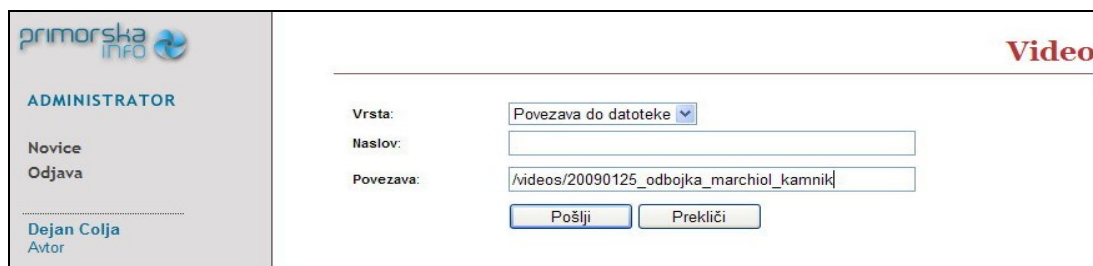 primorska
INFO
ADMINISTRATOR
Novice
Odjava
Dejan Colja
Avtor
Video
Vrsta:
Povezava do datoteke
Naslov:
Povezava:
/videos/20090125_odbojka_marchiol_kamnik
Pošlji
Prekliči